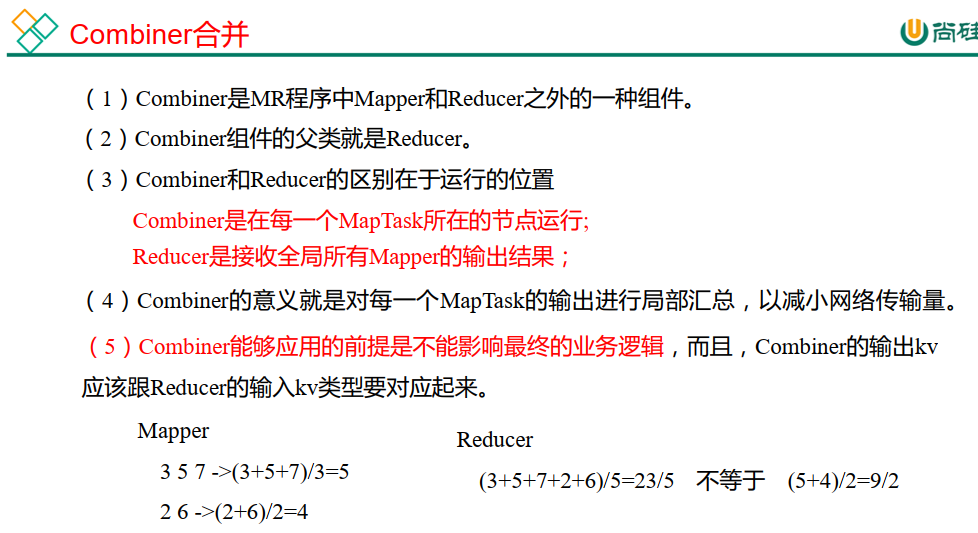 Combiner合并
尚硅
（1）Combiner是MR程序中Mapper和Reducer之外的一种组件。
（2）Combiner组件的父类就是Reducer。
（3）Combiner和Reducer的区别在于运行的位置
Combiner是在每一个MapTask所在的节点运行;
Reducer是接收全局所有Mapper的输出结果；
（4）Combiner的意义就是对每一个MapTask的输出进行局部汇总，以减小网络传输量。
（5）Combiner能够应用的前提是不能影响最终的业务逻辑，而且，Combiner的输出kv
应该跟Reducer的输入kv类型要对应起来。
Mapper
3 5 7 ->(3+5+7)/3=5
2 6 ->(2+6)/2=4
Reducer
(3+5+7+2+6)/5=23/5 不等于 (5+4)/2=9/2